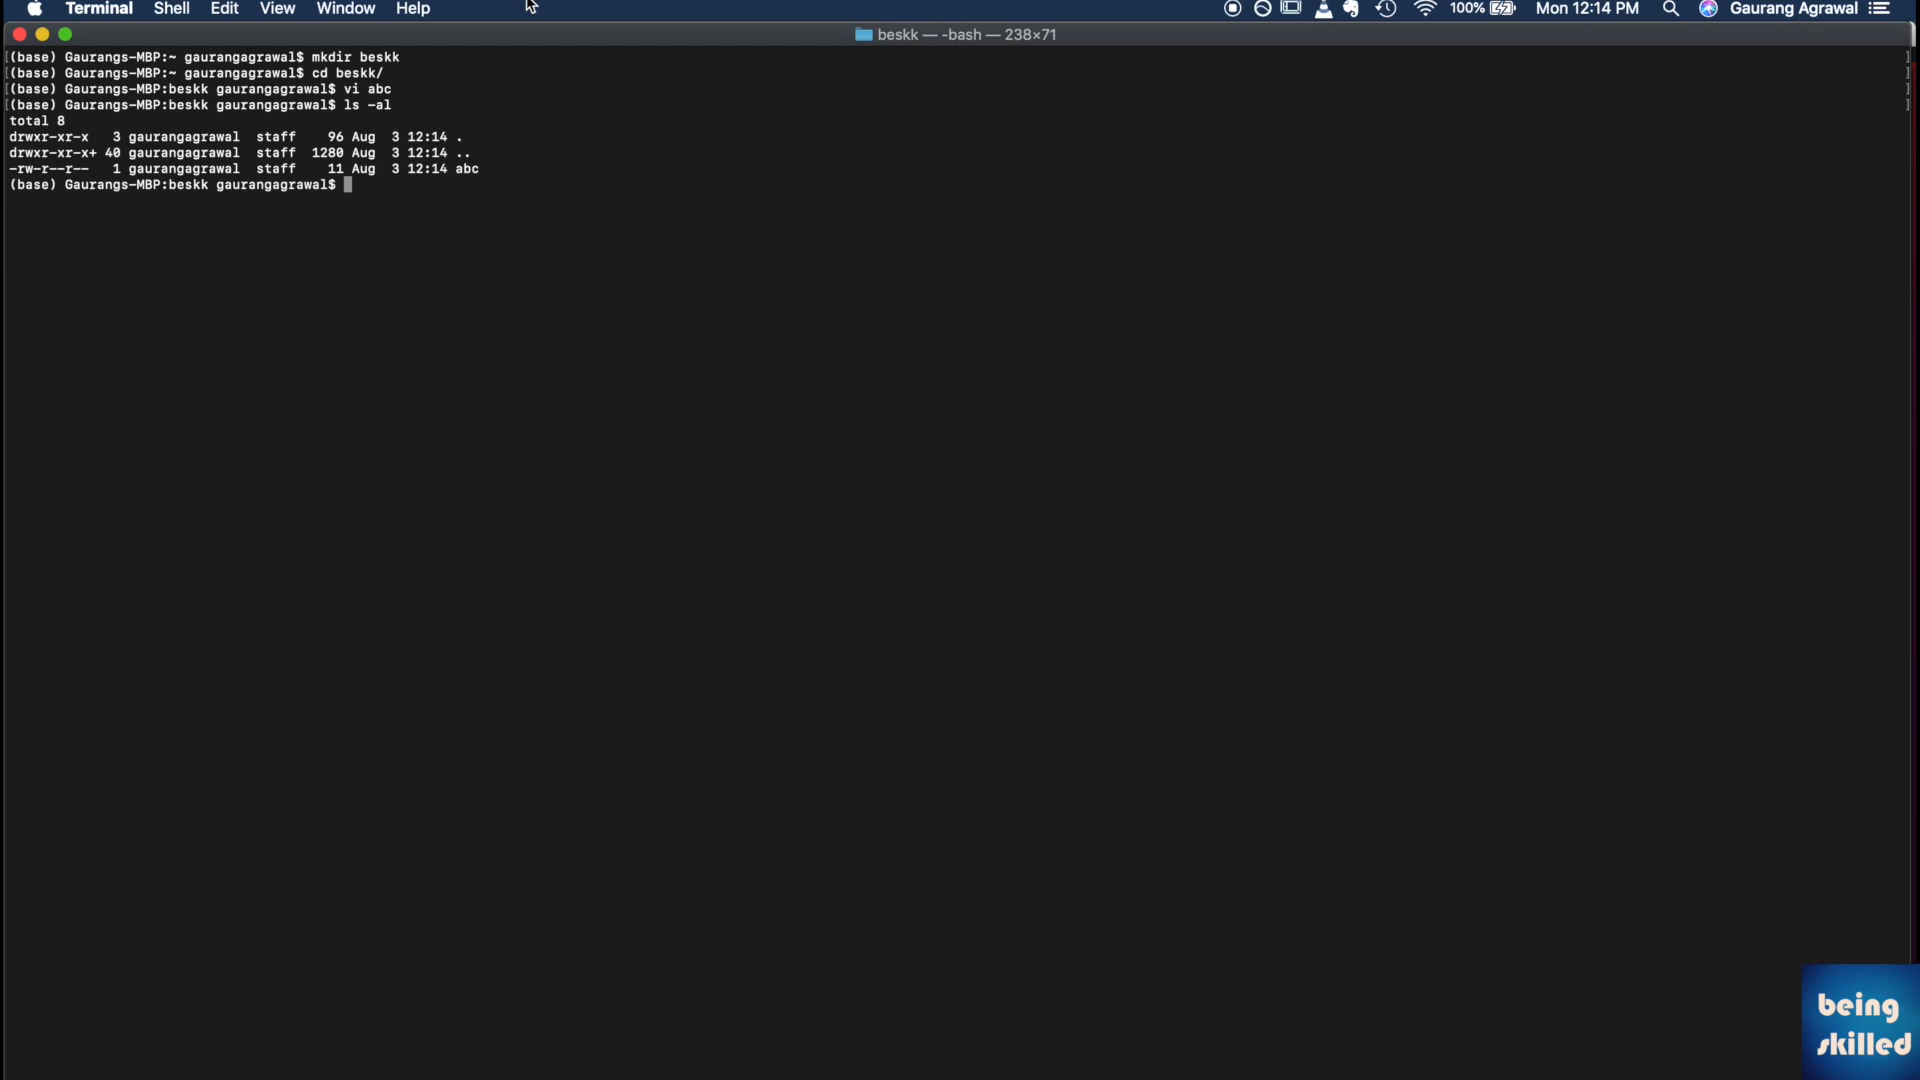 Terminal Shell Edit View Window Help 100% Mon 12:14 PM Gaurang Agrawal
beskk — -bash — 238×71
[(base) Gaurangs-MBP:~ gaurangagrawal$ mkdir beskk ]
[(base) Gaurangs-MBP:~ gaurangagrawal$ cd beskk/ ]
[(base) Gaurangs-MBP:beskk gaurangagrawal$ vi abc ]
[(base) Gaurangs-MBP:beskk gaurangagrawal$ ls -al ]
total 8
drwxr-xr-x   3 gaurangagrawal  staff    96 Aug  3 12:14 .
drwxr-xr-x+ 40 gaurangagrawal  staff  1280 Aug  3 12:14 ..
-rw-r--r--   1 gaurangagrawal  staff    11 Aug  3 12:14 abc
(base) Gaurangs-MBP:beskk gaurangagrawal$
being
skilled